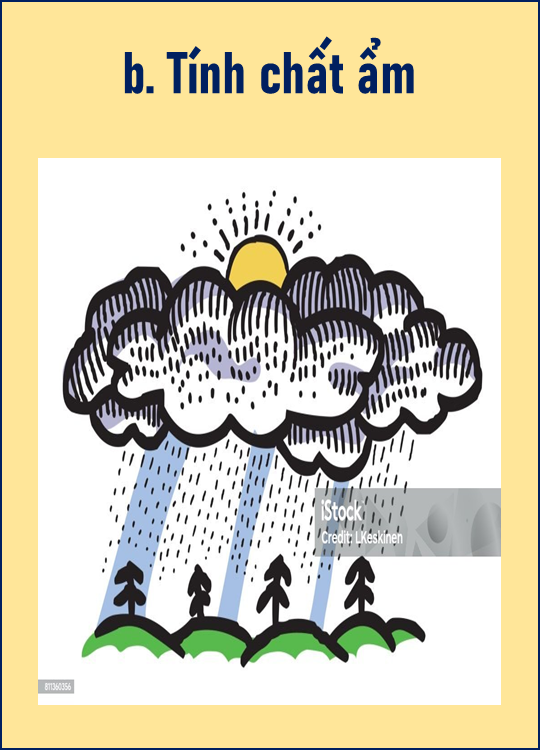 b. Tính chất ẩm
iStock
Credit: LKeskinen
811360356